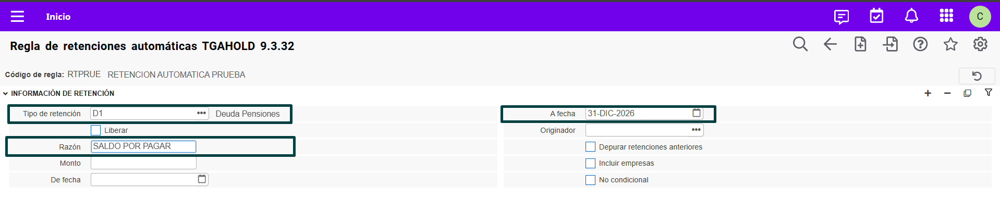 Inicio
C
Regla de retenciones automáticas TGAHOLD 9.3.32
Código de regla: RTPRUE RETENCION AUTOMATICA PRUEBA
INFORMACIÓN DE RETENCIÓN
Tipo de retención D1 Deuda Pensiones
Liberar
Razón SALDO POR PAGAR
Monto
De fecha
A fecha 31-DIC-2026
Originador
Depurar retenciones anteriores
Incluir empresas
No condicional